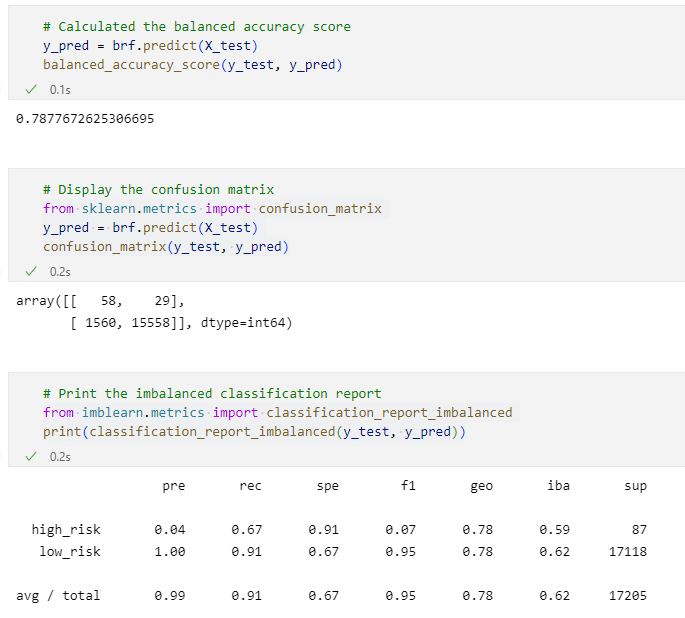 # Calculated the balanced accuracy score
y_pred = brf.predict(X_test)
balanced_accuracy_score(y_test, y_pred)
✓ 0.1s
0.7877672625306695
# Display the confusion matrix
from sklearn.metrics import confusion_matrix
y_pred = brf.predict(X_test)
confusion_matrix(y_test, y_pred)
✓ 0.2s
array([[   58,    29],
       [ 1560, 15558]], dtype=int64)
# Print the imbalanced classification report
from imblearn.metrics import classification_report_imbalanced
print(classification_report_imbalanced(y_test, y_pred))
✓ 0.2s
pre rec spe f1 geo iba sup
high_risk 0.04 0.67 0.91 0.07 0.78 0.59 87
low_risk 1.00 0.91 0.67 0.95 0.78 0.62 17118
avg / total 0.99 0.91 0.67 0.95 0.78 0.62 17205